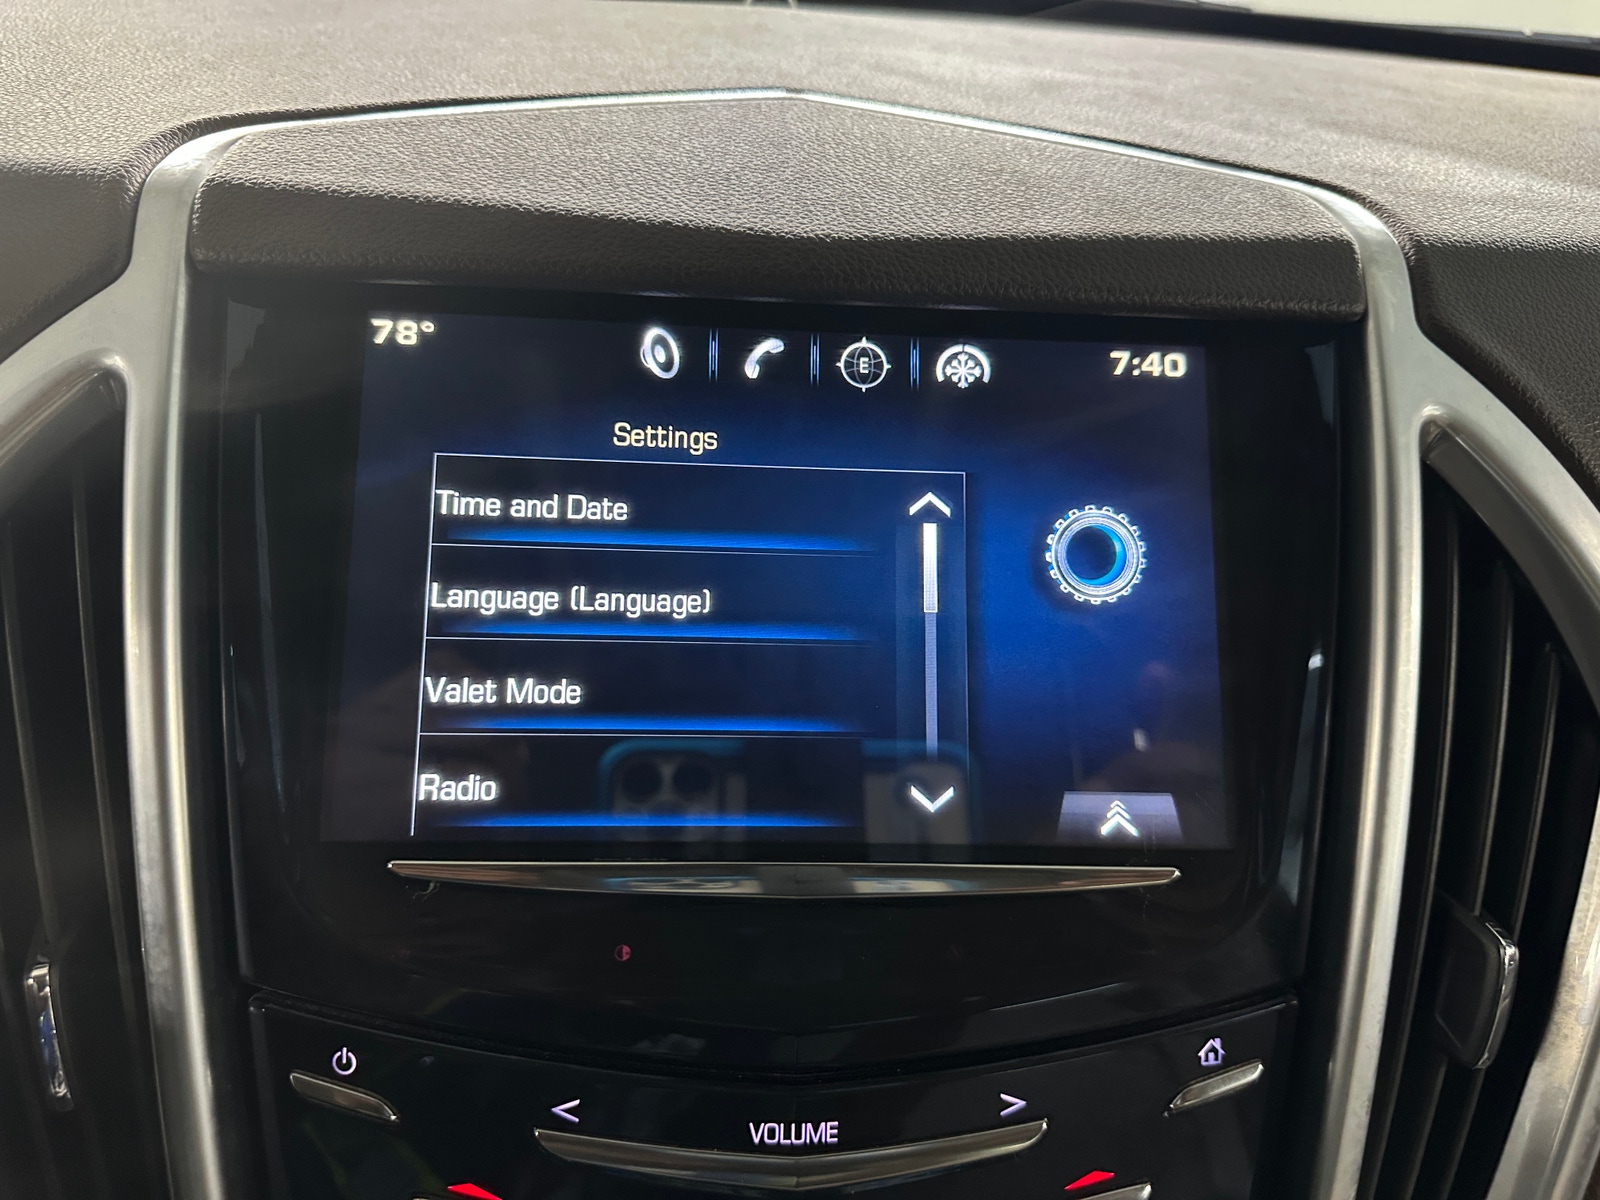 78°
E
7:40
Settings
Time and Date
Language (Language)
Valet Mode
Radio
VOLUME